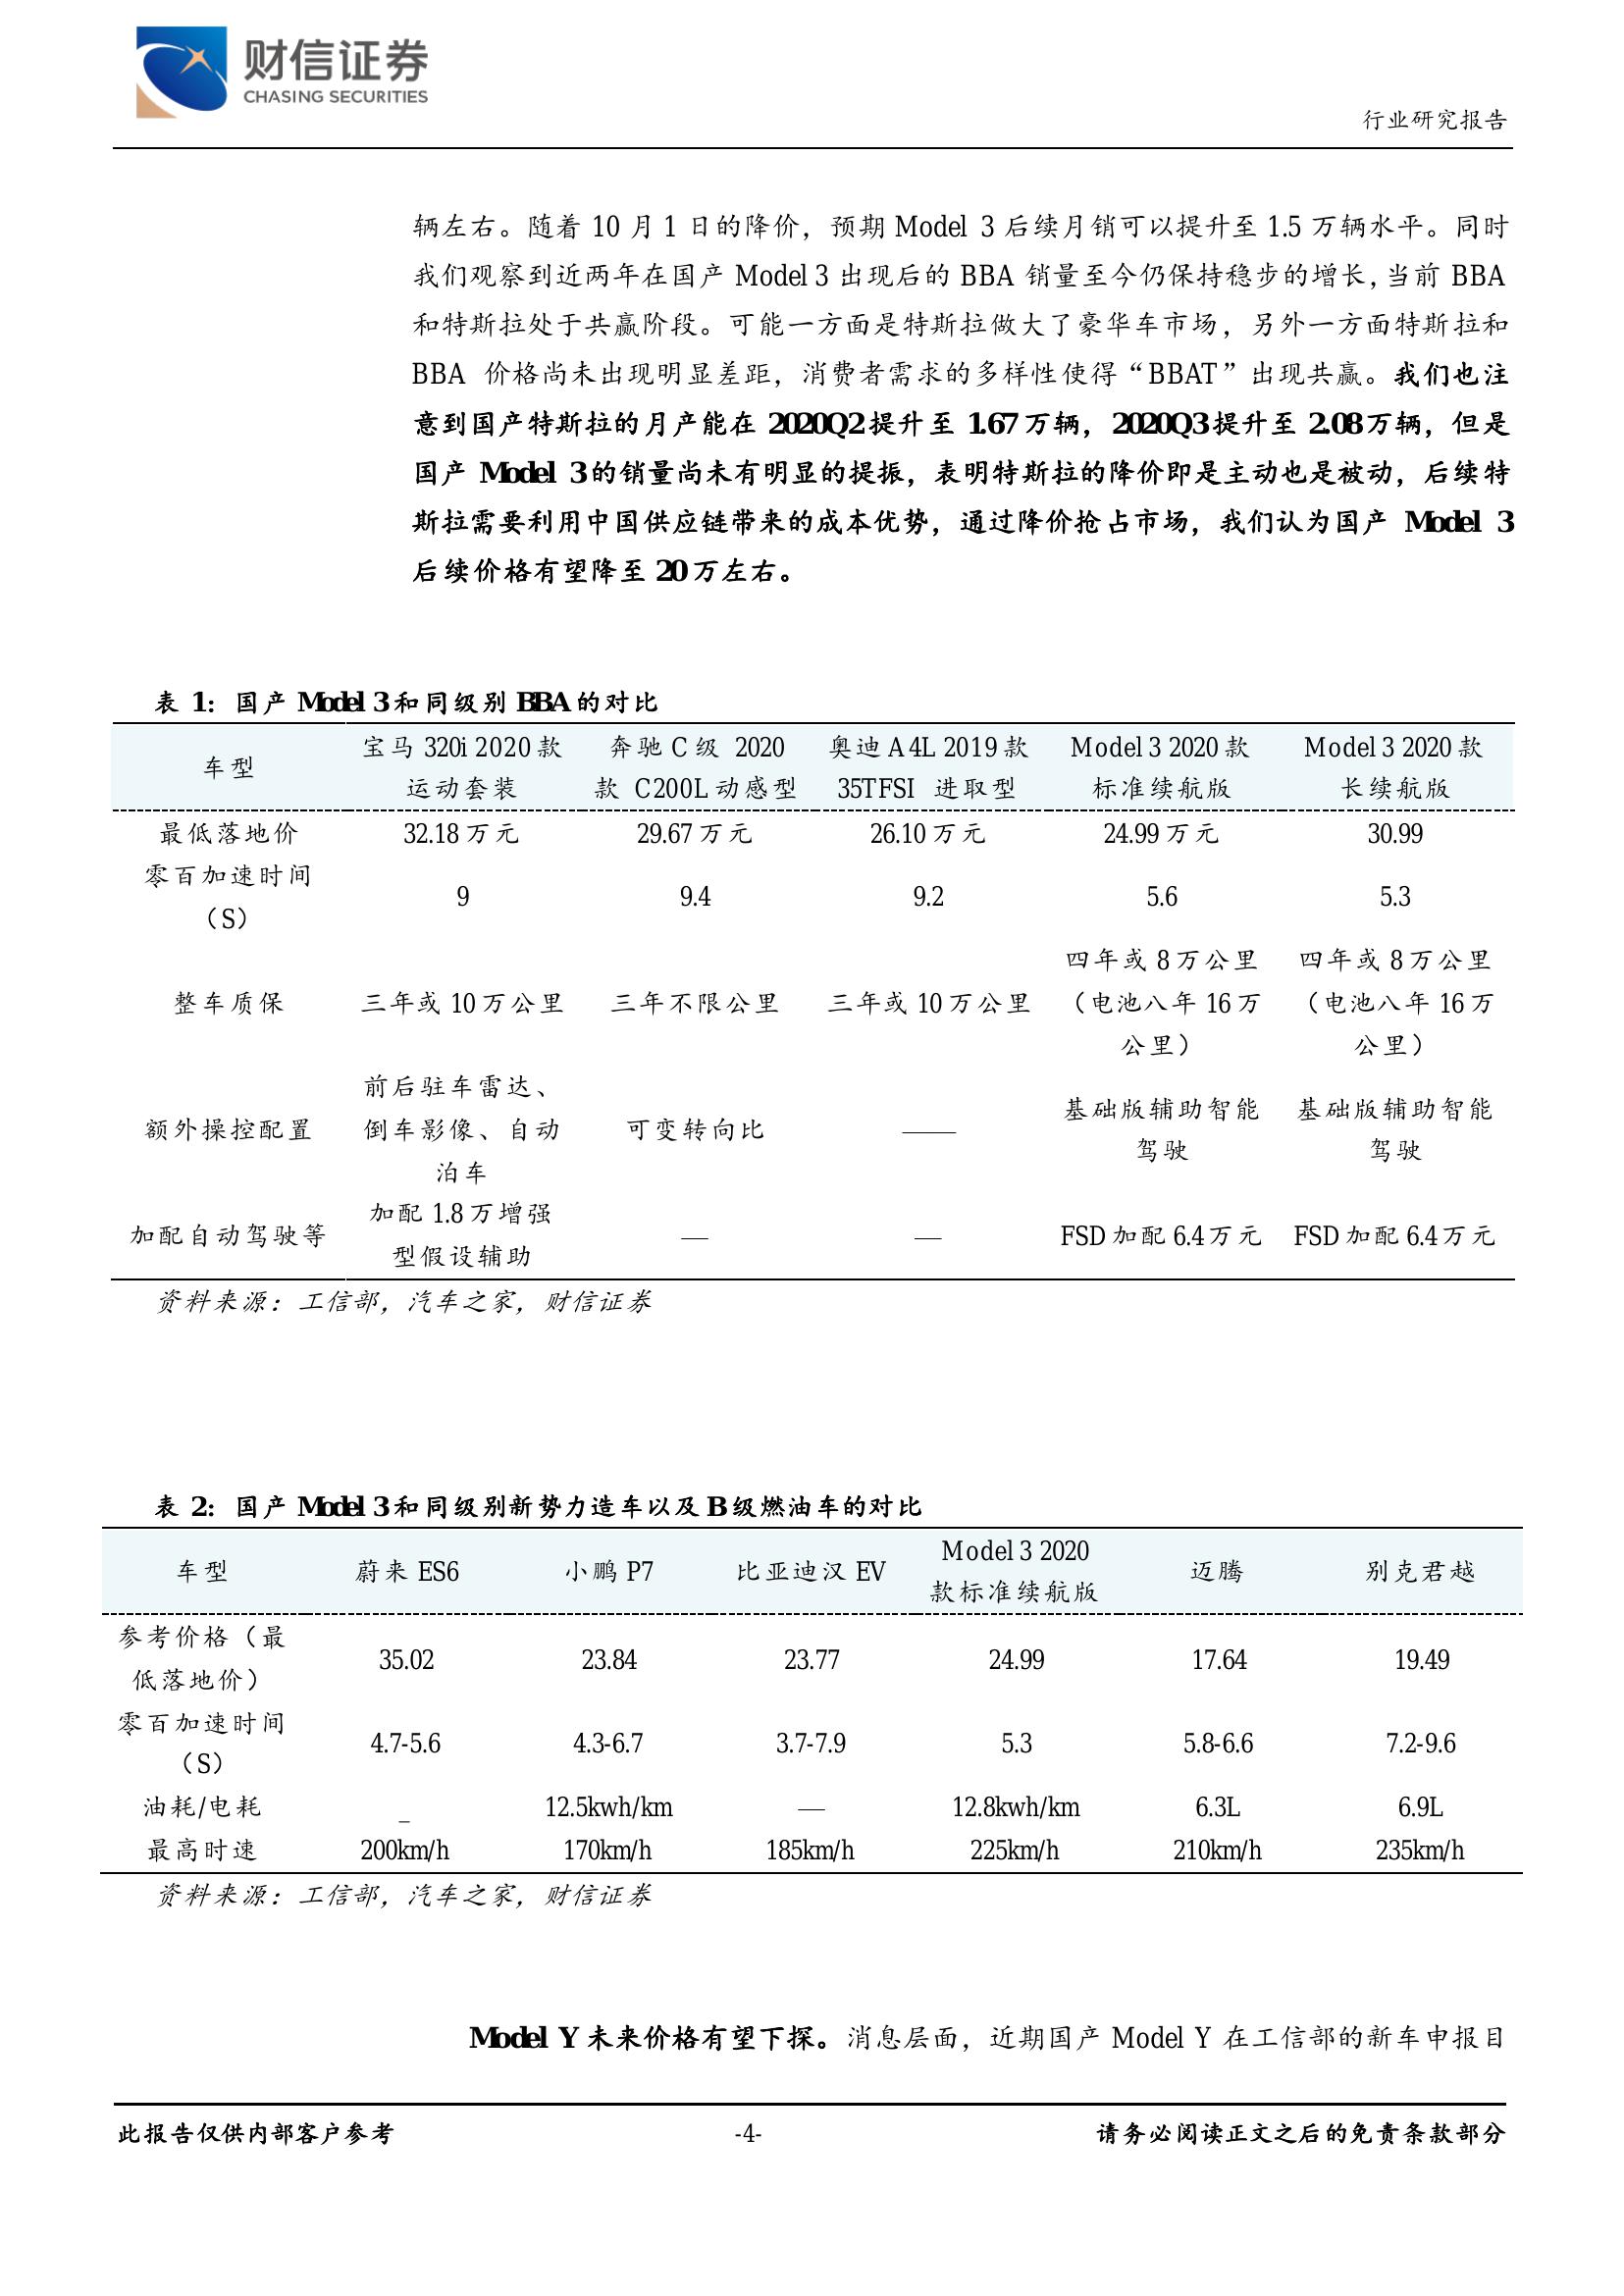 财信证券
CHASING SECURITIES
行业研究报告
辆左右。随着 10 月 1 日的降价，预期 Model 3 后续月销可以提升至 1.5 万辆水平。同时
我们观察到近两年在国产 Model 3 出现后的 BBA 销量至今仍保持稳步的增长，当前 BBA
和特斯拉处于共赢阶段。可能一方面是特斯拉做大了豪华车市场，另外一方面特斯拉和
BBA 价格尚未出现明显差距，消费者需求的多样性使得“BBAT”出现共赢。我们也注
意到国产特斯拉的月产能在 2020Q2 提升至 1.67 万辆，2020Q3 提升至 2.08 万辆，但是
国产 Model 3 的销量尚未有明显的提振，表明特斯拉的降价即是主动也是被动，后续特
斯拉需要利用中国供应链带来的成本优势，通过降价抢占市场，我们认为国产 Model 3
后续价格有望降至 20 万左右。
表 1：国产 Model 3 和同级别 BBA 的对比
车型 宝马 320i 2020 款 奔驰 C 级 2020 奥迪 A4L 2019 款 Model 3 2020 款 Model 3 2020 款
运动套装 款 C200L 动感型 35TFSI 进取型 标准续航版 长续航版
最低落地价 32.18 万元 29.67 万元 26.10 万元 24.99 万元 30.99
零百加速时间
（S） 9 9.4 9.2 5.6 5.3
四年或 8 万公里 四年或 8 万公里
整车质保 三年或 10 万公里 三年不限公里 三年或 10 万公里 （电池八年 16 万 （电池八年 16 万
公里） 公里）
前后驻车雷达、
额外操控配置 倒车影像、自动 可变转向比 —— 基础版辅助智能 基础版辅助智能
泊车 驾驶 驾驶
加配自动驾驶等 加配 1.8 万增强 — — FSD 加配 6.4 万元 FSD 加配 6.4 万元
型假设辅助
资料来源：工信部，汽车之家，财信证券
表 2：国产 Model 3 和同级别新势力造车以及 B 级燃油车的对比
车型 蔚来 ES6 小鹏 P7 比亚迪汉 EV Model 3 2020 迈腾 别克君越
款标准续航版
参考价格（最
低落地价） 35.02 23.84 23.77 24.99 17.64 19.49
零百加速时间
（S） 4.7-5.6 4.3-6.7 3.7-7.9 5.3 5.8-6.6 7.2-9.6
油耗/电耗 _ 12.5kwh/km — 12.8kwh/km 6.3L 6.9L
最高时速 200km/h 170km/h 185km/h 225km/h 210km/h 235km/h
资料来源：工信部，汽车之家，财信证券
Model Y 未来价格有望下探。消息层面，近期国产 Model Y 在工信部的新车申报目
此报告仅供内部客户参考 -4- 请务必阅读正文之后的免责条款部分